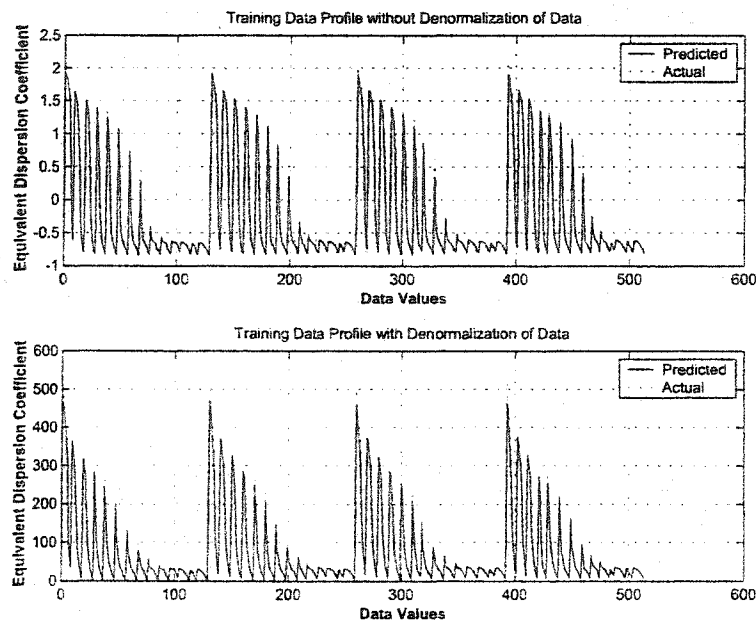 Training Data Profile without Denormalization of Data
Equivalent Dispersion Coefficient
2.5
2
1.5
1
0.5
0
-0.5
-1
Predicted
Actual
0 100 200 300 400 500 600
Data Values
Training Data Profile with Denormalization of Data
Equivalent Dispersion Coefficient
600
500
400
300
200
100
0
Predicted
Actual
0 100 200 300 400 500 600
Data Values